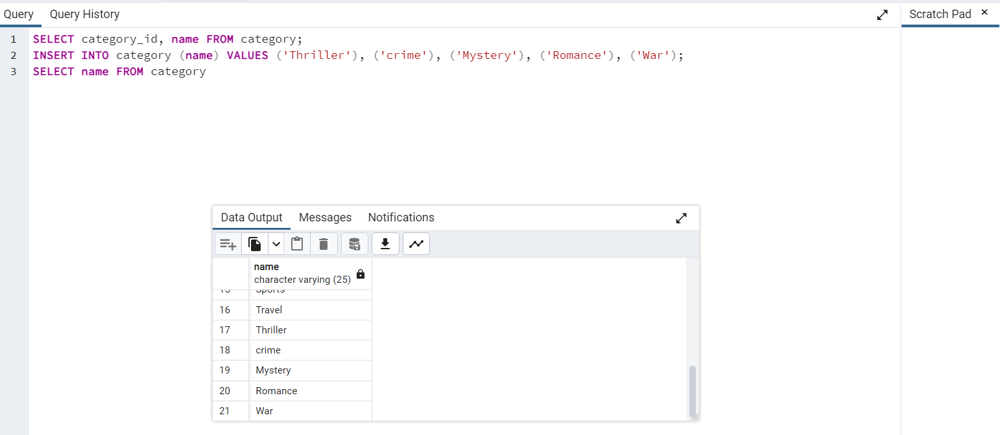 Query Query History Scratch Pad ×
1 SELECT category_id, name FROM category;
2 INSERT INTO category (name) VALUES ('Thriller'), ('crime'), ('Mystery'), ('Romance'), ('War');
3 SELECT name FROM category
Data Output Messages Notifications
name
character varying (25)
15 Sports
16 Travel
17 Thriller
18 crime
19 Mystery
20 Romance
21 War